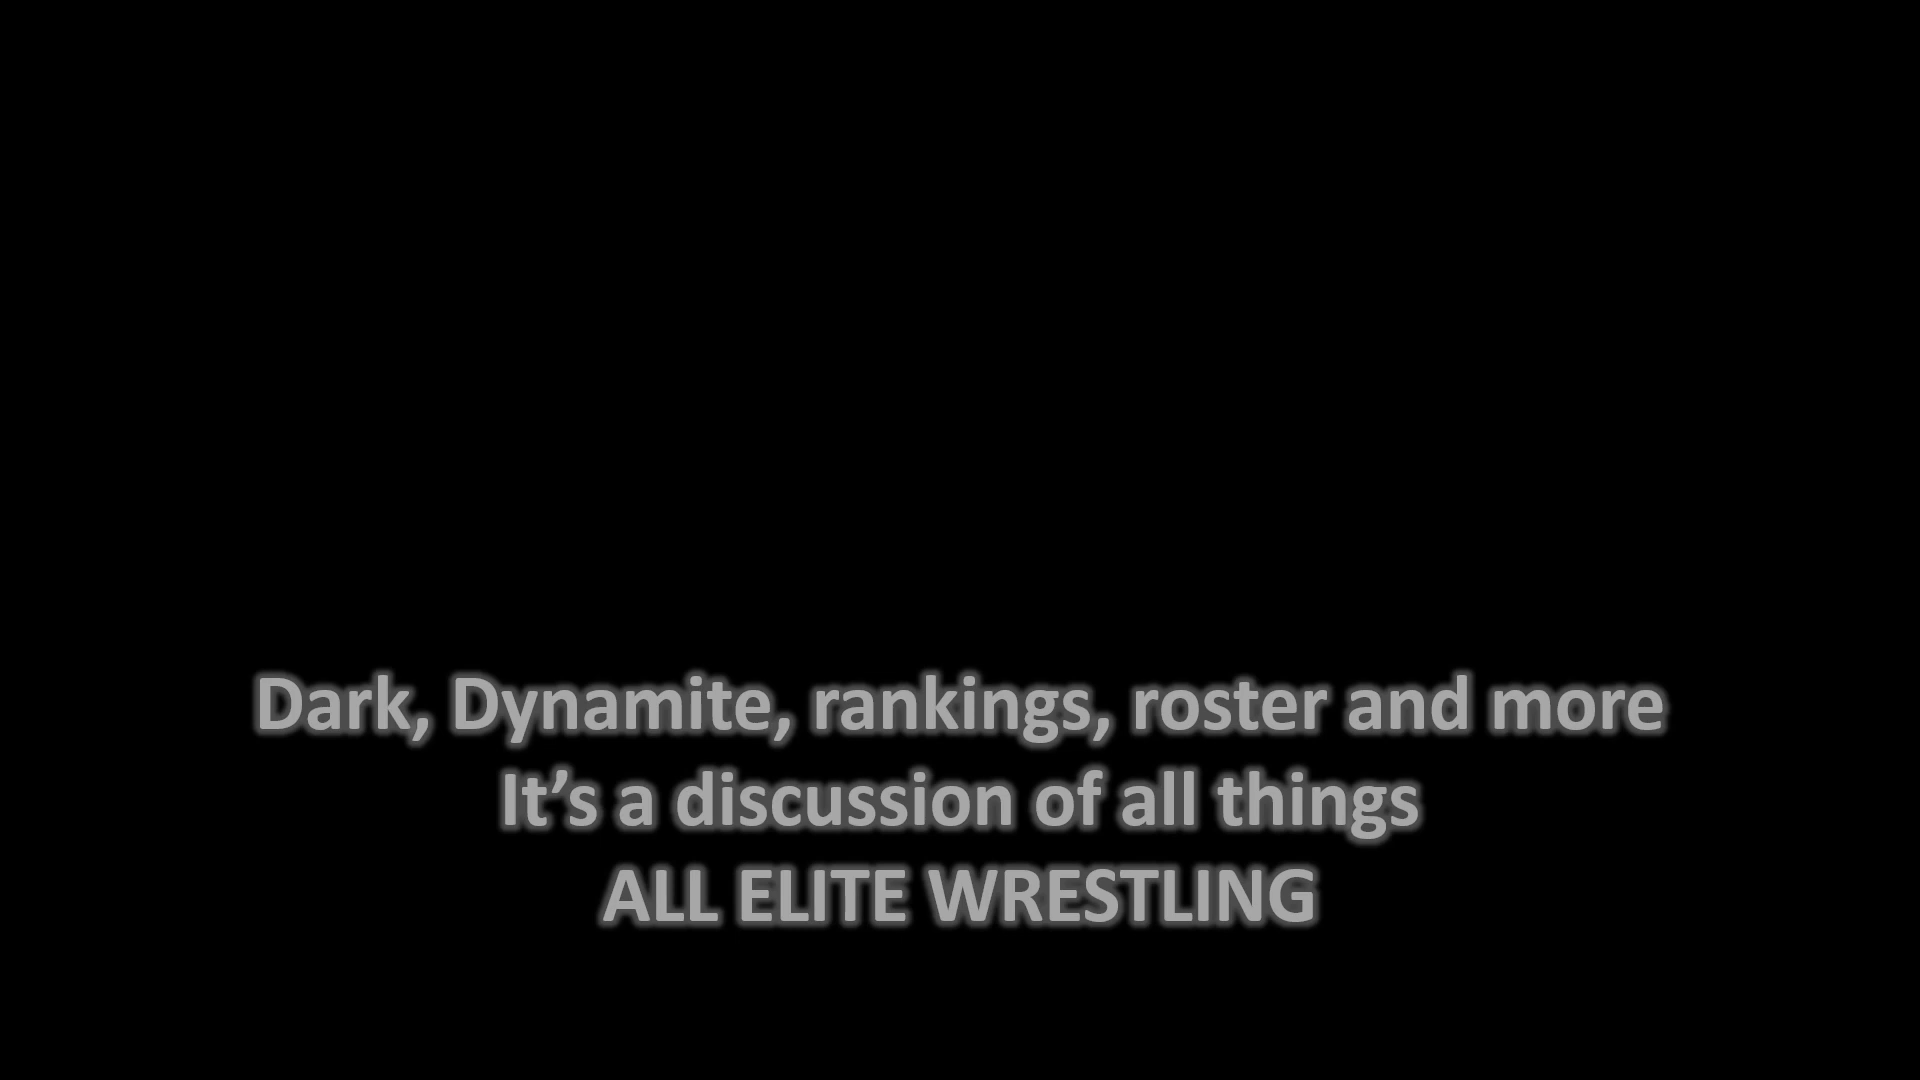 Dark, Dynamite, rankings, roster and more
It’s a discussion of all things
ALL ELITE WRESTLING